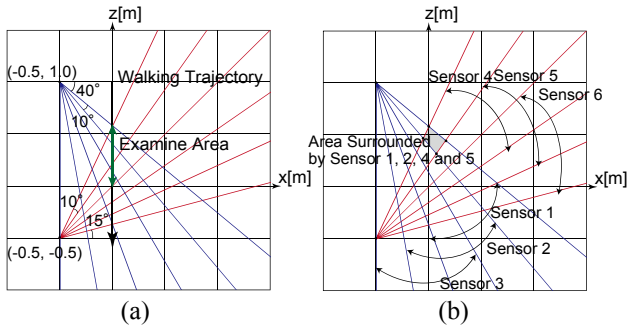 z[m]
(-0.5, 1.0)
Walking Trajectory
40°
10°
Examine Area
x[m]
10°
15°
(-0.5, -0.5)
(a)
z[m]
Sensor 4
Sensor 5
Sensor 6
Area Surrounded
by Sensor 1, 2, 4 and 5
x[m]
Sensor 1
Sensor 2
Sensor 3
(b)